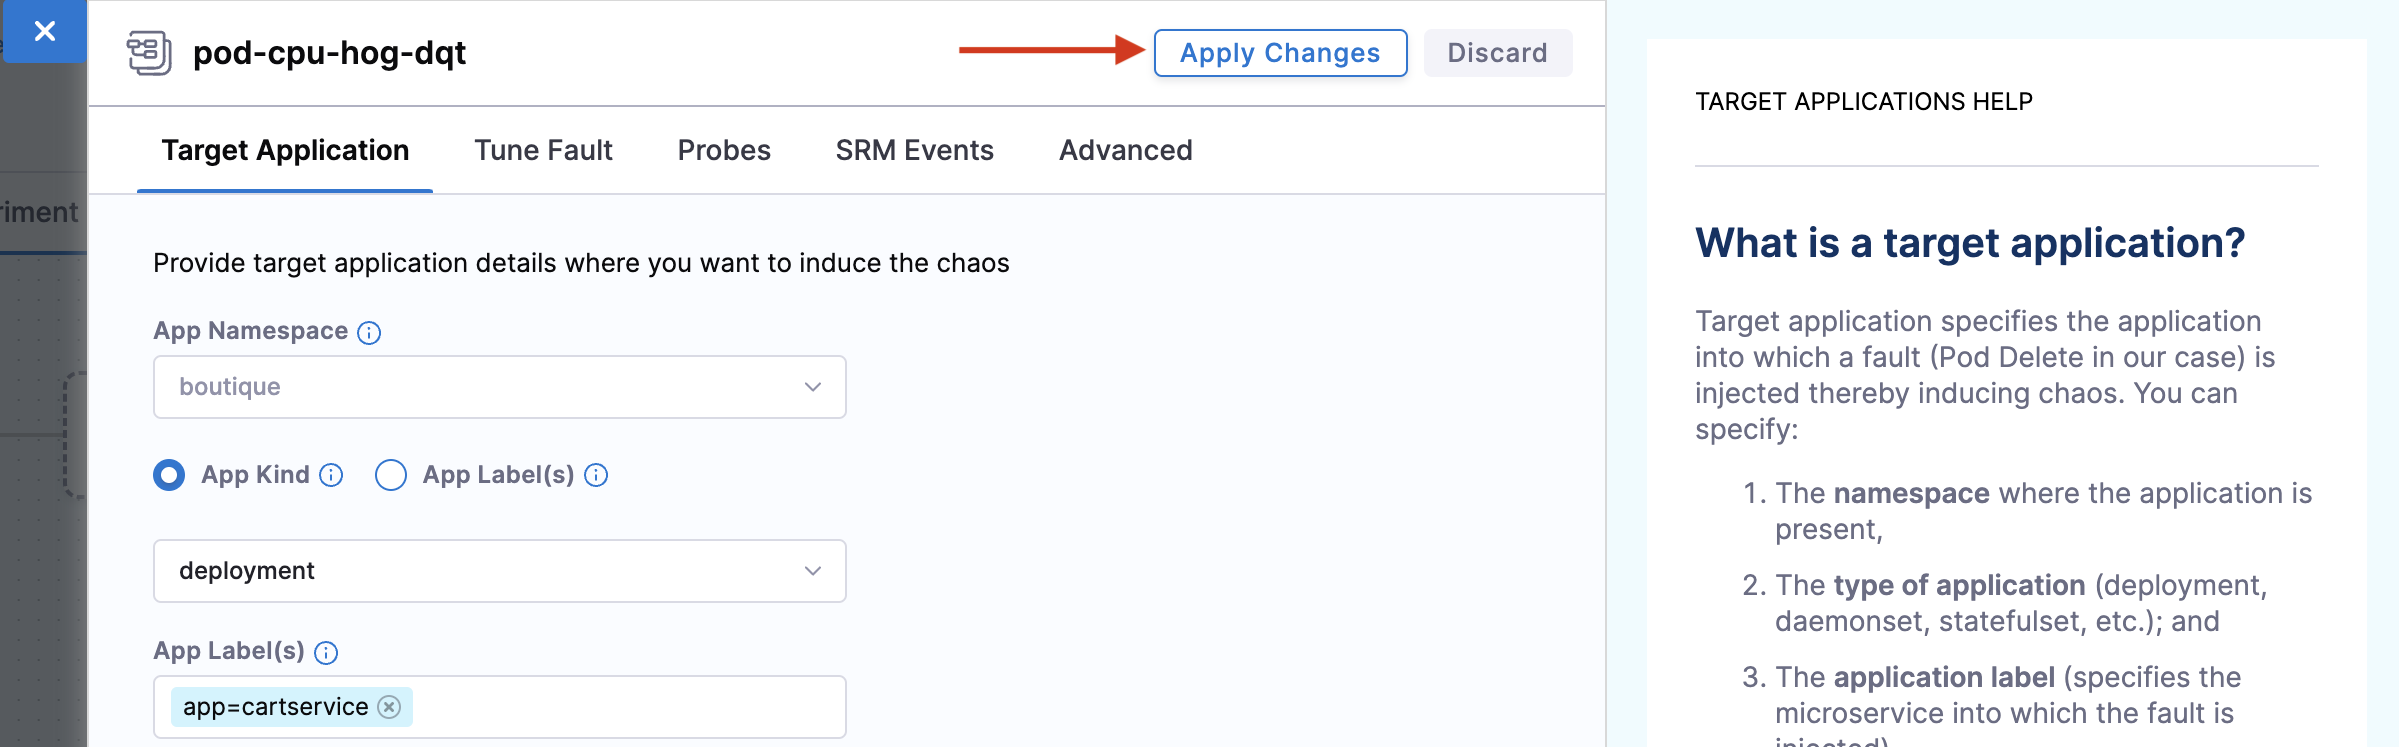 pod-cpu-hog-dqt
Apply Changes
Discard
Target Application
Tune Fault
Probes
SRM Events
Advanced
riment
Provide target application details where you want to induce the chaos
App Namespace
boutique
App Kind
App Label(s)
deployment
App Label(s)
app=cartservice
TARGET APPLICATIONS HELP
What is a target application?
Target application specifies the application
into which a fault (Pod Delete in our case) is
injected thereby inducing chaos. You can
specify:
1. The namespace where the application is
present,
2. The type of application (deployment,
daemonset, statefulset, etc.); and
3. The application label (specifies the
microservice into which the fault is
injected)